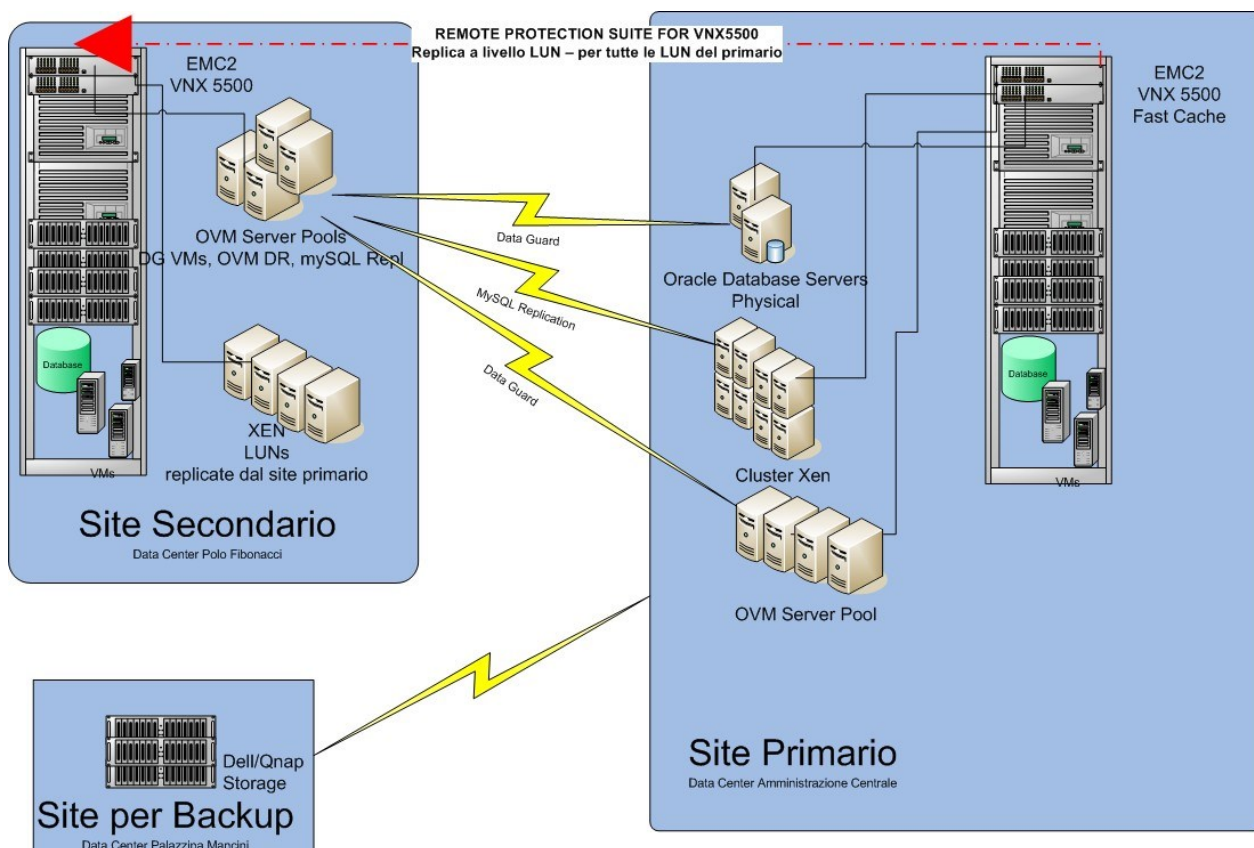 REMOTE PROTECTION SUITE FOR VNX5500
Replica a livello LUN – per tutte le LUN del primario
EMC2
VNX 5500
OVM Server Pools
DG VMs, OVM DR, mySQL Repl
Database
VMs
XEN
LUNs
replicate dal site primario
Site Secondario
Data Center Polo Fibonacci
Data Guard
MySQL Replication
Data Guard
EMC2
VNX 5500
Fast Cache
Oracle Database Servers
Physical
Cluster Xen
OVM Server Pool
Database
VMs
Site Primario
Data Center Amministrazione Centrale
Dell/Qnap
Storage
Site per Backup
Data Center Palazzina Mancini